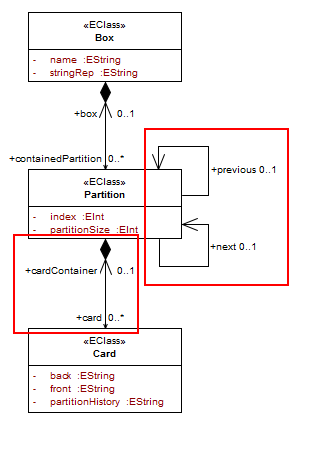 «EClass»
Box
- name :EString
- stringRep :EString
+box 0..1
+containedPartition 0..*
+previous 0..1
«EClass»
Partition
- index :EInt
- partitionSize :EInt
+next 0..1
+cardContainer 0..1
+card 0..*
«EClass»
Card
- back :EString
- front :EString
- partitionHistory :EString